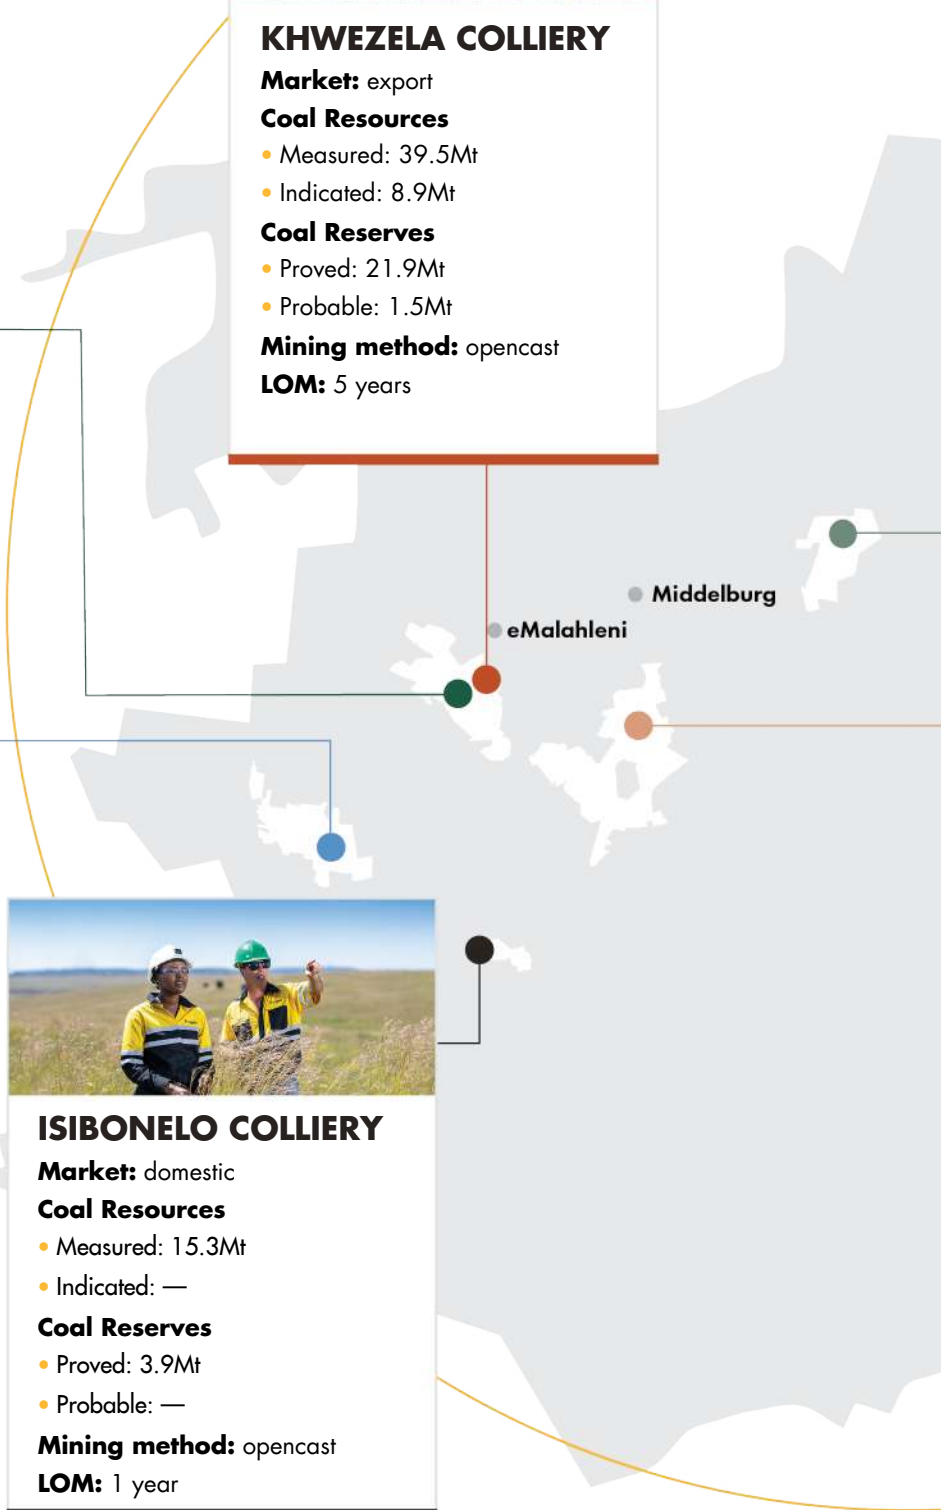 KHWEZELA COLLIERY
Market: export
Coal Resources
• Measured: 39.5Mt
• Indicated: 8.9Mt
Coal Reserves
• Proved: 21.9Mt
• Probable: 1.5Mt
Mining method: opencast
LOM: 5 years
Middelburg
eMalahleni
ISIBONELO COLLIERY
Market: domestic
Coal Resources
• Measured: 15.3Mt
• Indicated: —
Coal Reserves
• Proved: 3.9Mt
• Probable: —
Mining method: opencast
LOM: 1 year